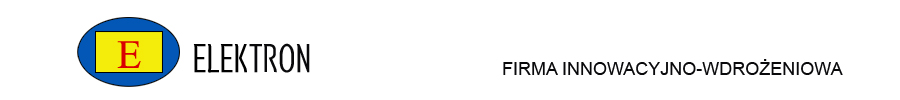 E
ELEKTRON
FIRMA INNOWACYJNO-WDROŻENIOWA